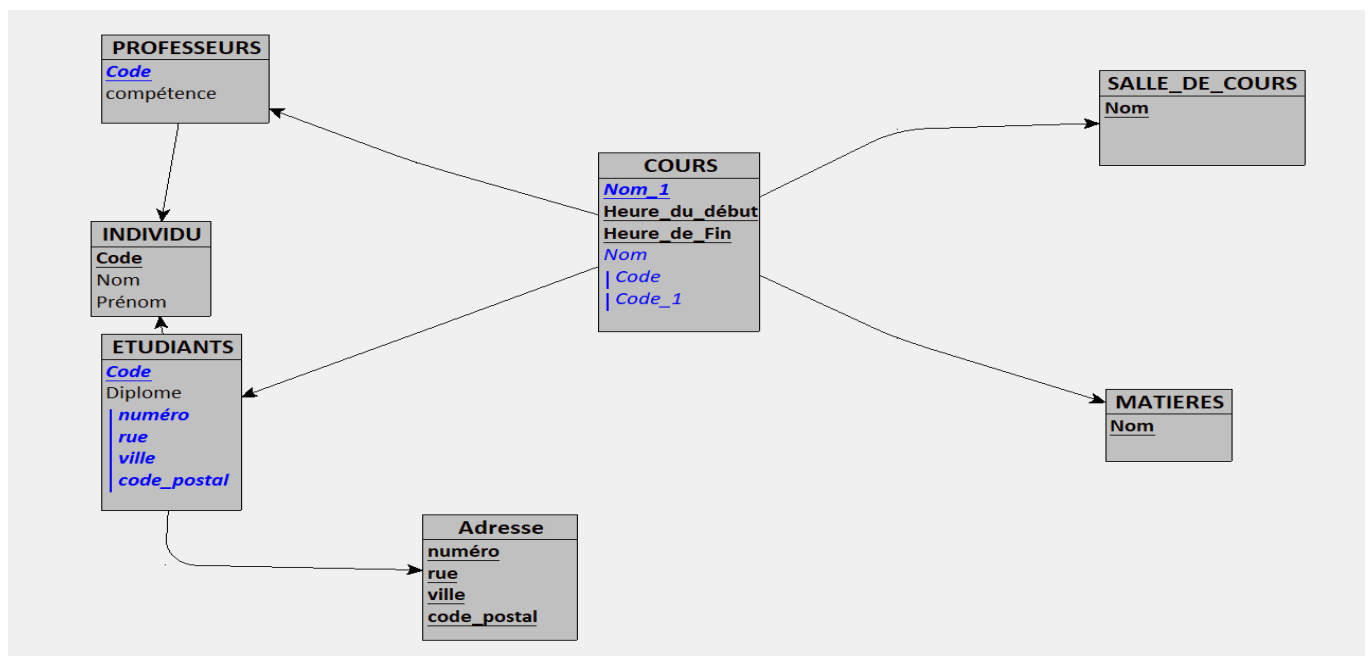 PROFESSEURS
Code
compétence
SALLE_DE_COURS
Nom
COURS
Nom_1
Heure_du_début
Heure_de_Fin
Nom
Code
Code_1
INDIVIDU
Code
Nom
Prénom
ETUDIANTS
Code
Diplome
numéro
rue
ville
code_postal
MATIERES
Nom
Adresse
numéro
rue
ville
code_postal